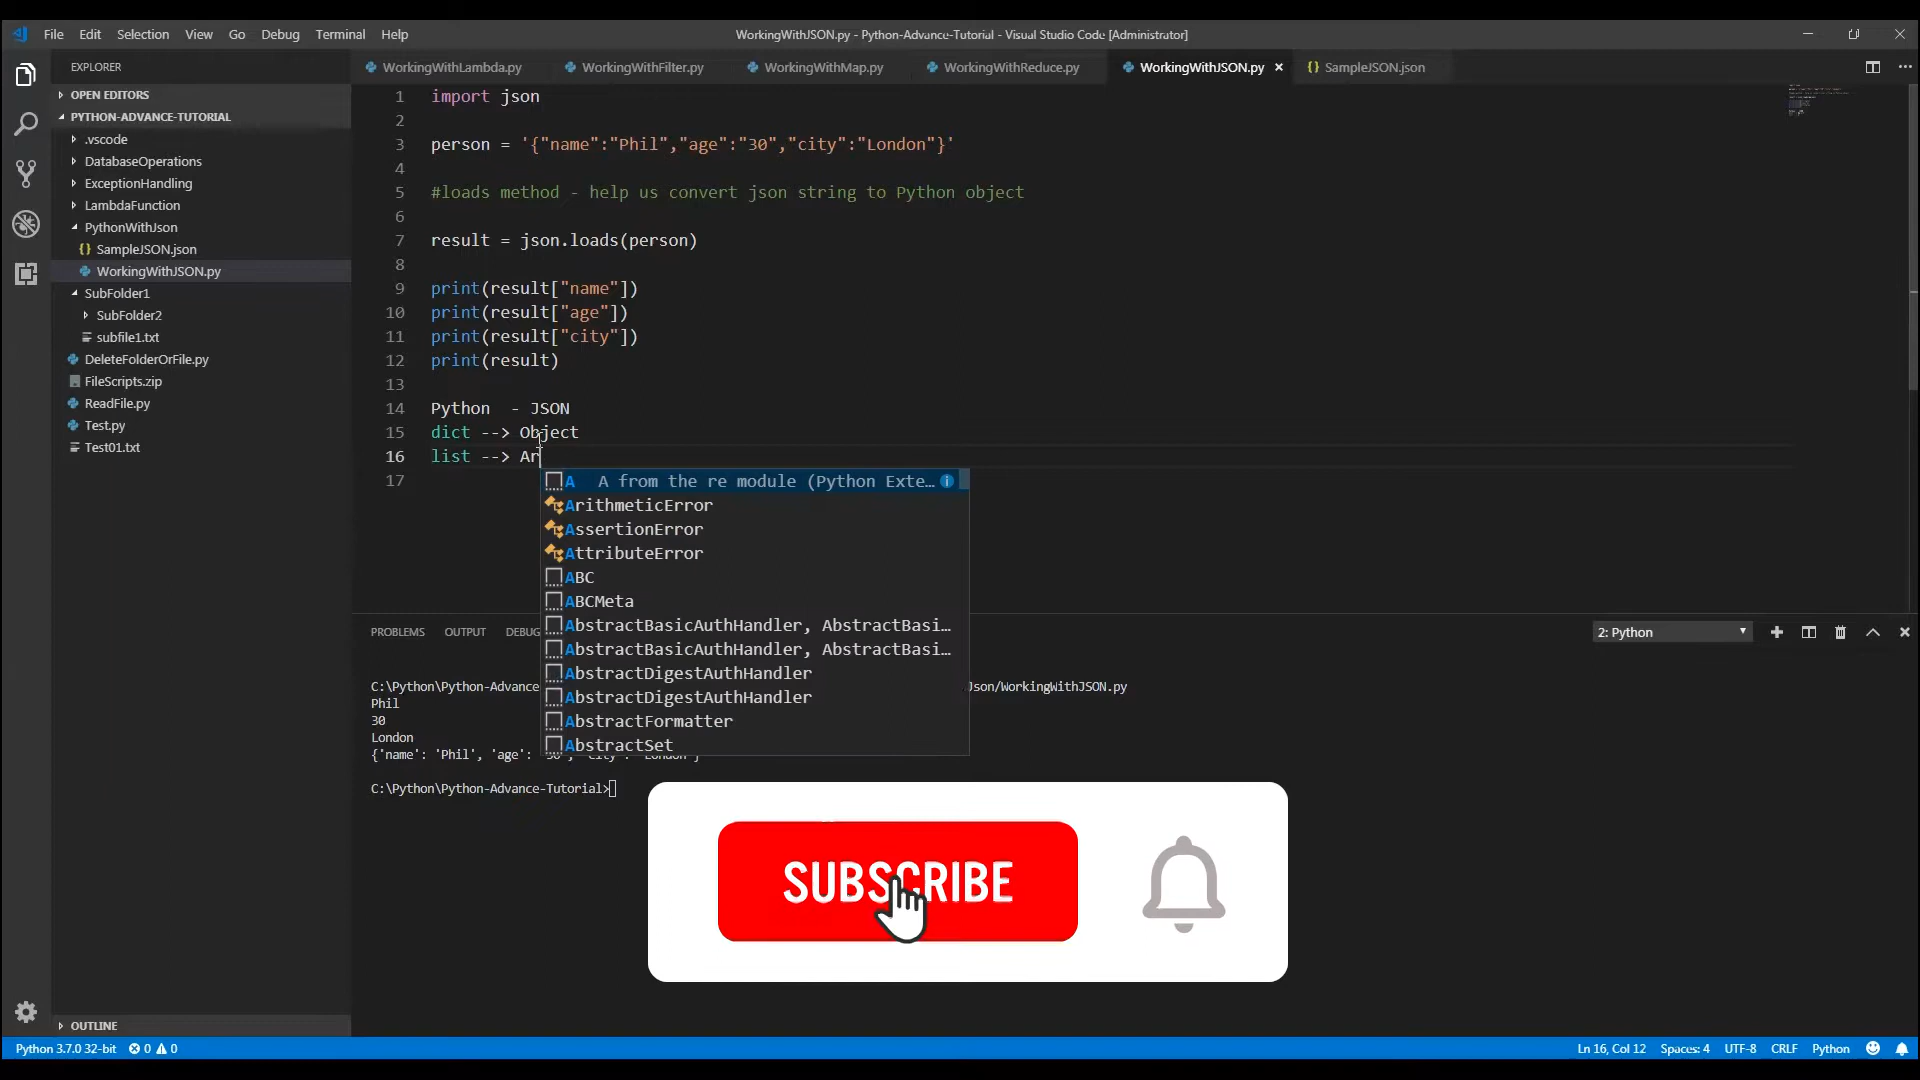 File Edit Selection View Go Debug Terminal Help
WorkingWithJSON.py - Python-Advance-Tutorial - Visual Studio Code [Administrator]
EXPLORER
WorkingWithLambda.py
WorkingWithFilter.py
WorkingWithMap.py
WorkingWithReduce.py
WorkingWithJSON.py
SampleJSON.json
OPEN EDITORS
PYTHON-ADVANCE-TUTORIAL
.vscode
DatabaseOperations
ExceptionHandling
LambdaFunction
PythonWithJson
SampleJSON.json
WorkingWithJSON.py
SubFolder1
SubFolder2
subfile1.txt
DeleteFolderOrFile.py
FileScripts.zip
ReadFile.py
Test.py
Test01.txt
OUTLINE
1 import json
2
3 person = '{"name":"Phil","age":"30","city":"London"}'
4
5 #loads method - help us convert json string to Python object
6
7 result = json.loads(person)
8
9 print(result["name"])
10 print(result["age"])
11 print(result["city"])
12 print(result)
13
14 Python  - JSON
15 dict --> Object
16 list --> Ar
17
A A from the re module (Python Exte…
ArithmeticError
AssertionError
AttributeError
ABC
ABCMeta
AbstractBasicAuthHandler, AbstractBasi…
AbstractBasicAuthHandler, AbstractBasi…
AbstractDigestAuthHandler
AbstractDigestAuthHandler
AbstractFormatter
AbstractSet
PROBLEMS OUTPUT DEBUG
2: Python
C:\Python\Python-Advance Json/WorkingWithJSON.py
Phil
30
London
{'name': 'Phil', 'age':
C:\Python\Python-Advance-Tutorial>
SUBSCRIBE
Python 3.7.0 32-bit 0 0
Ln 16, Col 12 Spaces: 4 UTF-8 CRLF Python